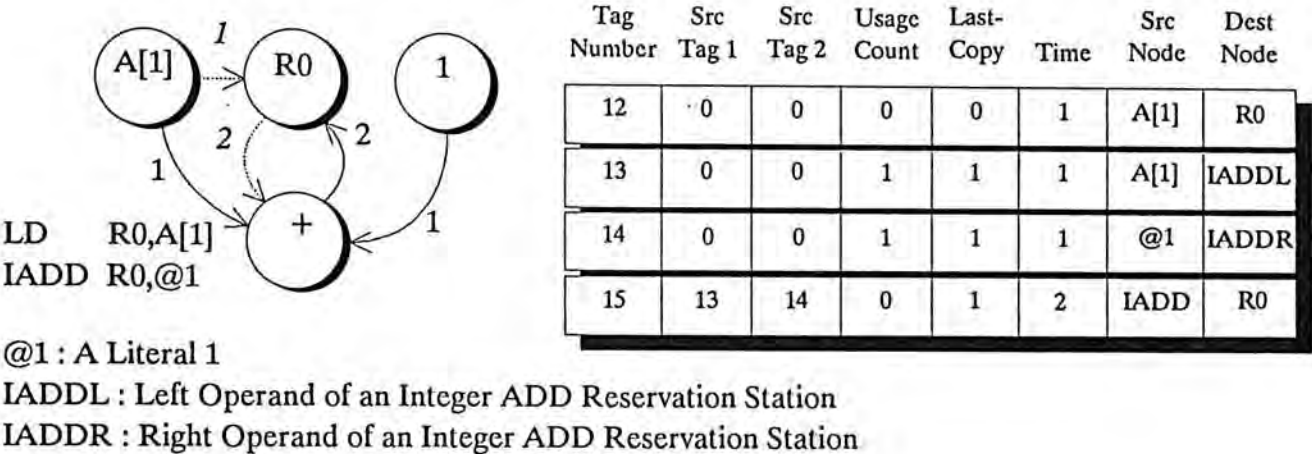 A[1]
1
R0
1
2
2
1
+
1
LD R0,A[1]
IADD R0,@1
Tag Number Src Tag 1 Src Tag 2 Usage Count Last-Copy Time Src Node Dest Node
12 0 0 0 0 1 A[1] R0
13 0 0 1 1 1 A[1] IADDL
14 0 0 1 1 1 @1 IADDR
15 13 14 0 1 2 IADD R0
@1 : A Literal 1
IADDL : Left Operand of an Integer ADD Reservation Station
IADDR : Right Operand of an Integer ADD Reservation Station